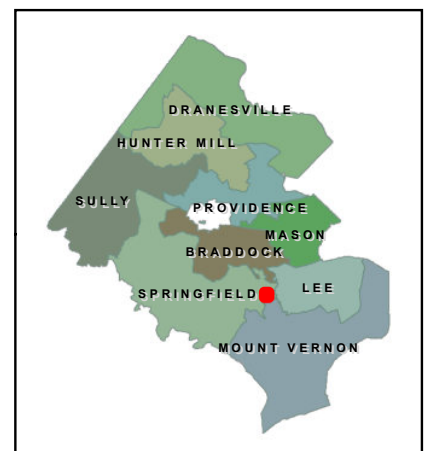 DRANESVILLE
HUNTER MILL
SULLY
PROVIDENCE
MASON
BRADDOCK
LEE
SPRINGFIELD
MOUNT VERNON